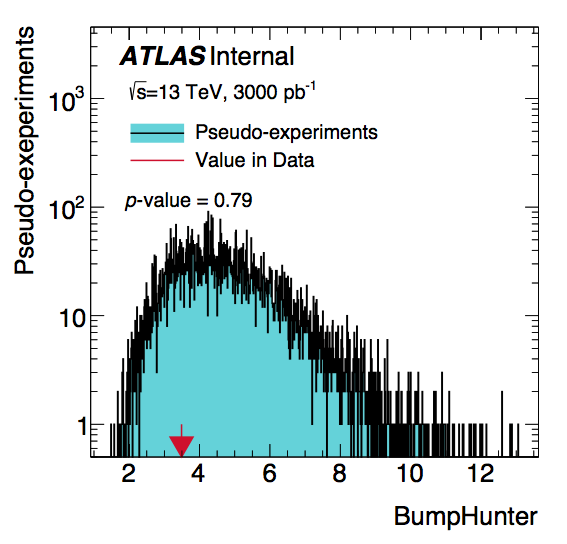 ATLAS Internal
√s=13 TeV, 3000 pb⁻¹
Pseudo-experiments
Value in Data
p-value = 0.79
Pseudo-exeperiments
10³
10²
10
1
2 4 6 8 10 12
BumpHunter